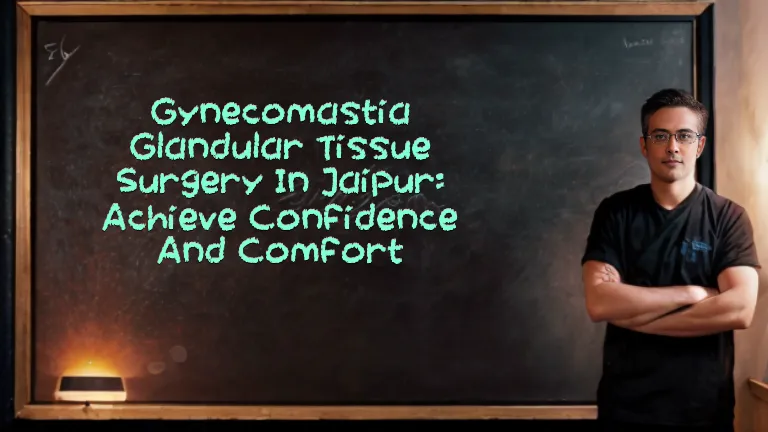 Gynecomastia
Glandular Tissue
Surgery In Jaipur:
Achieve Confidence
And Comfort